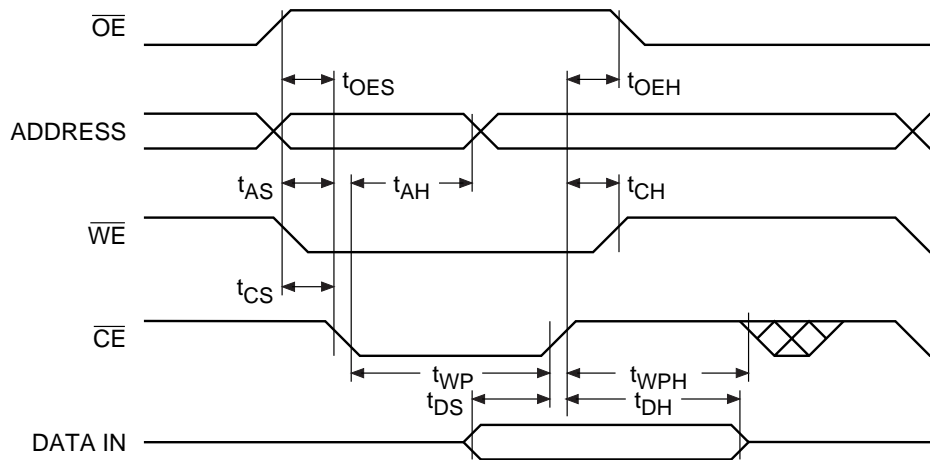 OE
tOES tOEH
ADDRESS
tAS tAH tCH
WE
tCS
CE
tWP tWPH
tDS tDH
DATA IN